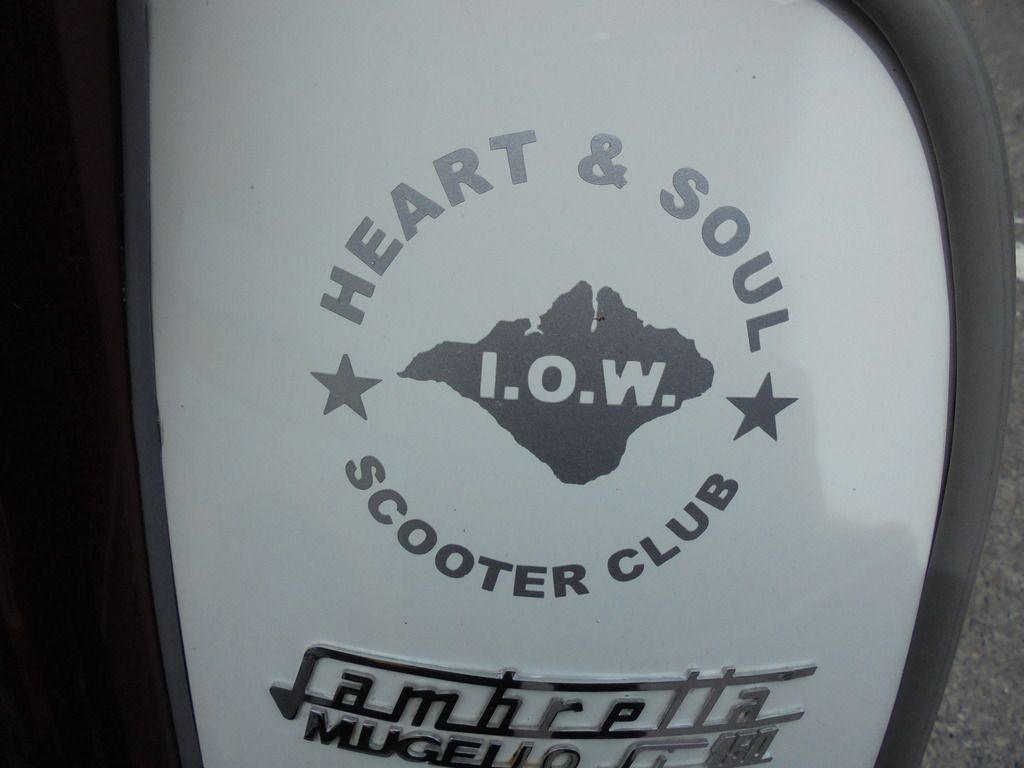 HEART & SOUL
I.O.W.
SCOOTER CLUB
Lambretta
MUGELLO